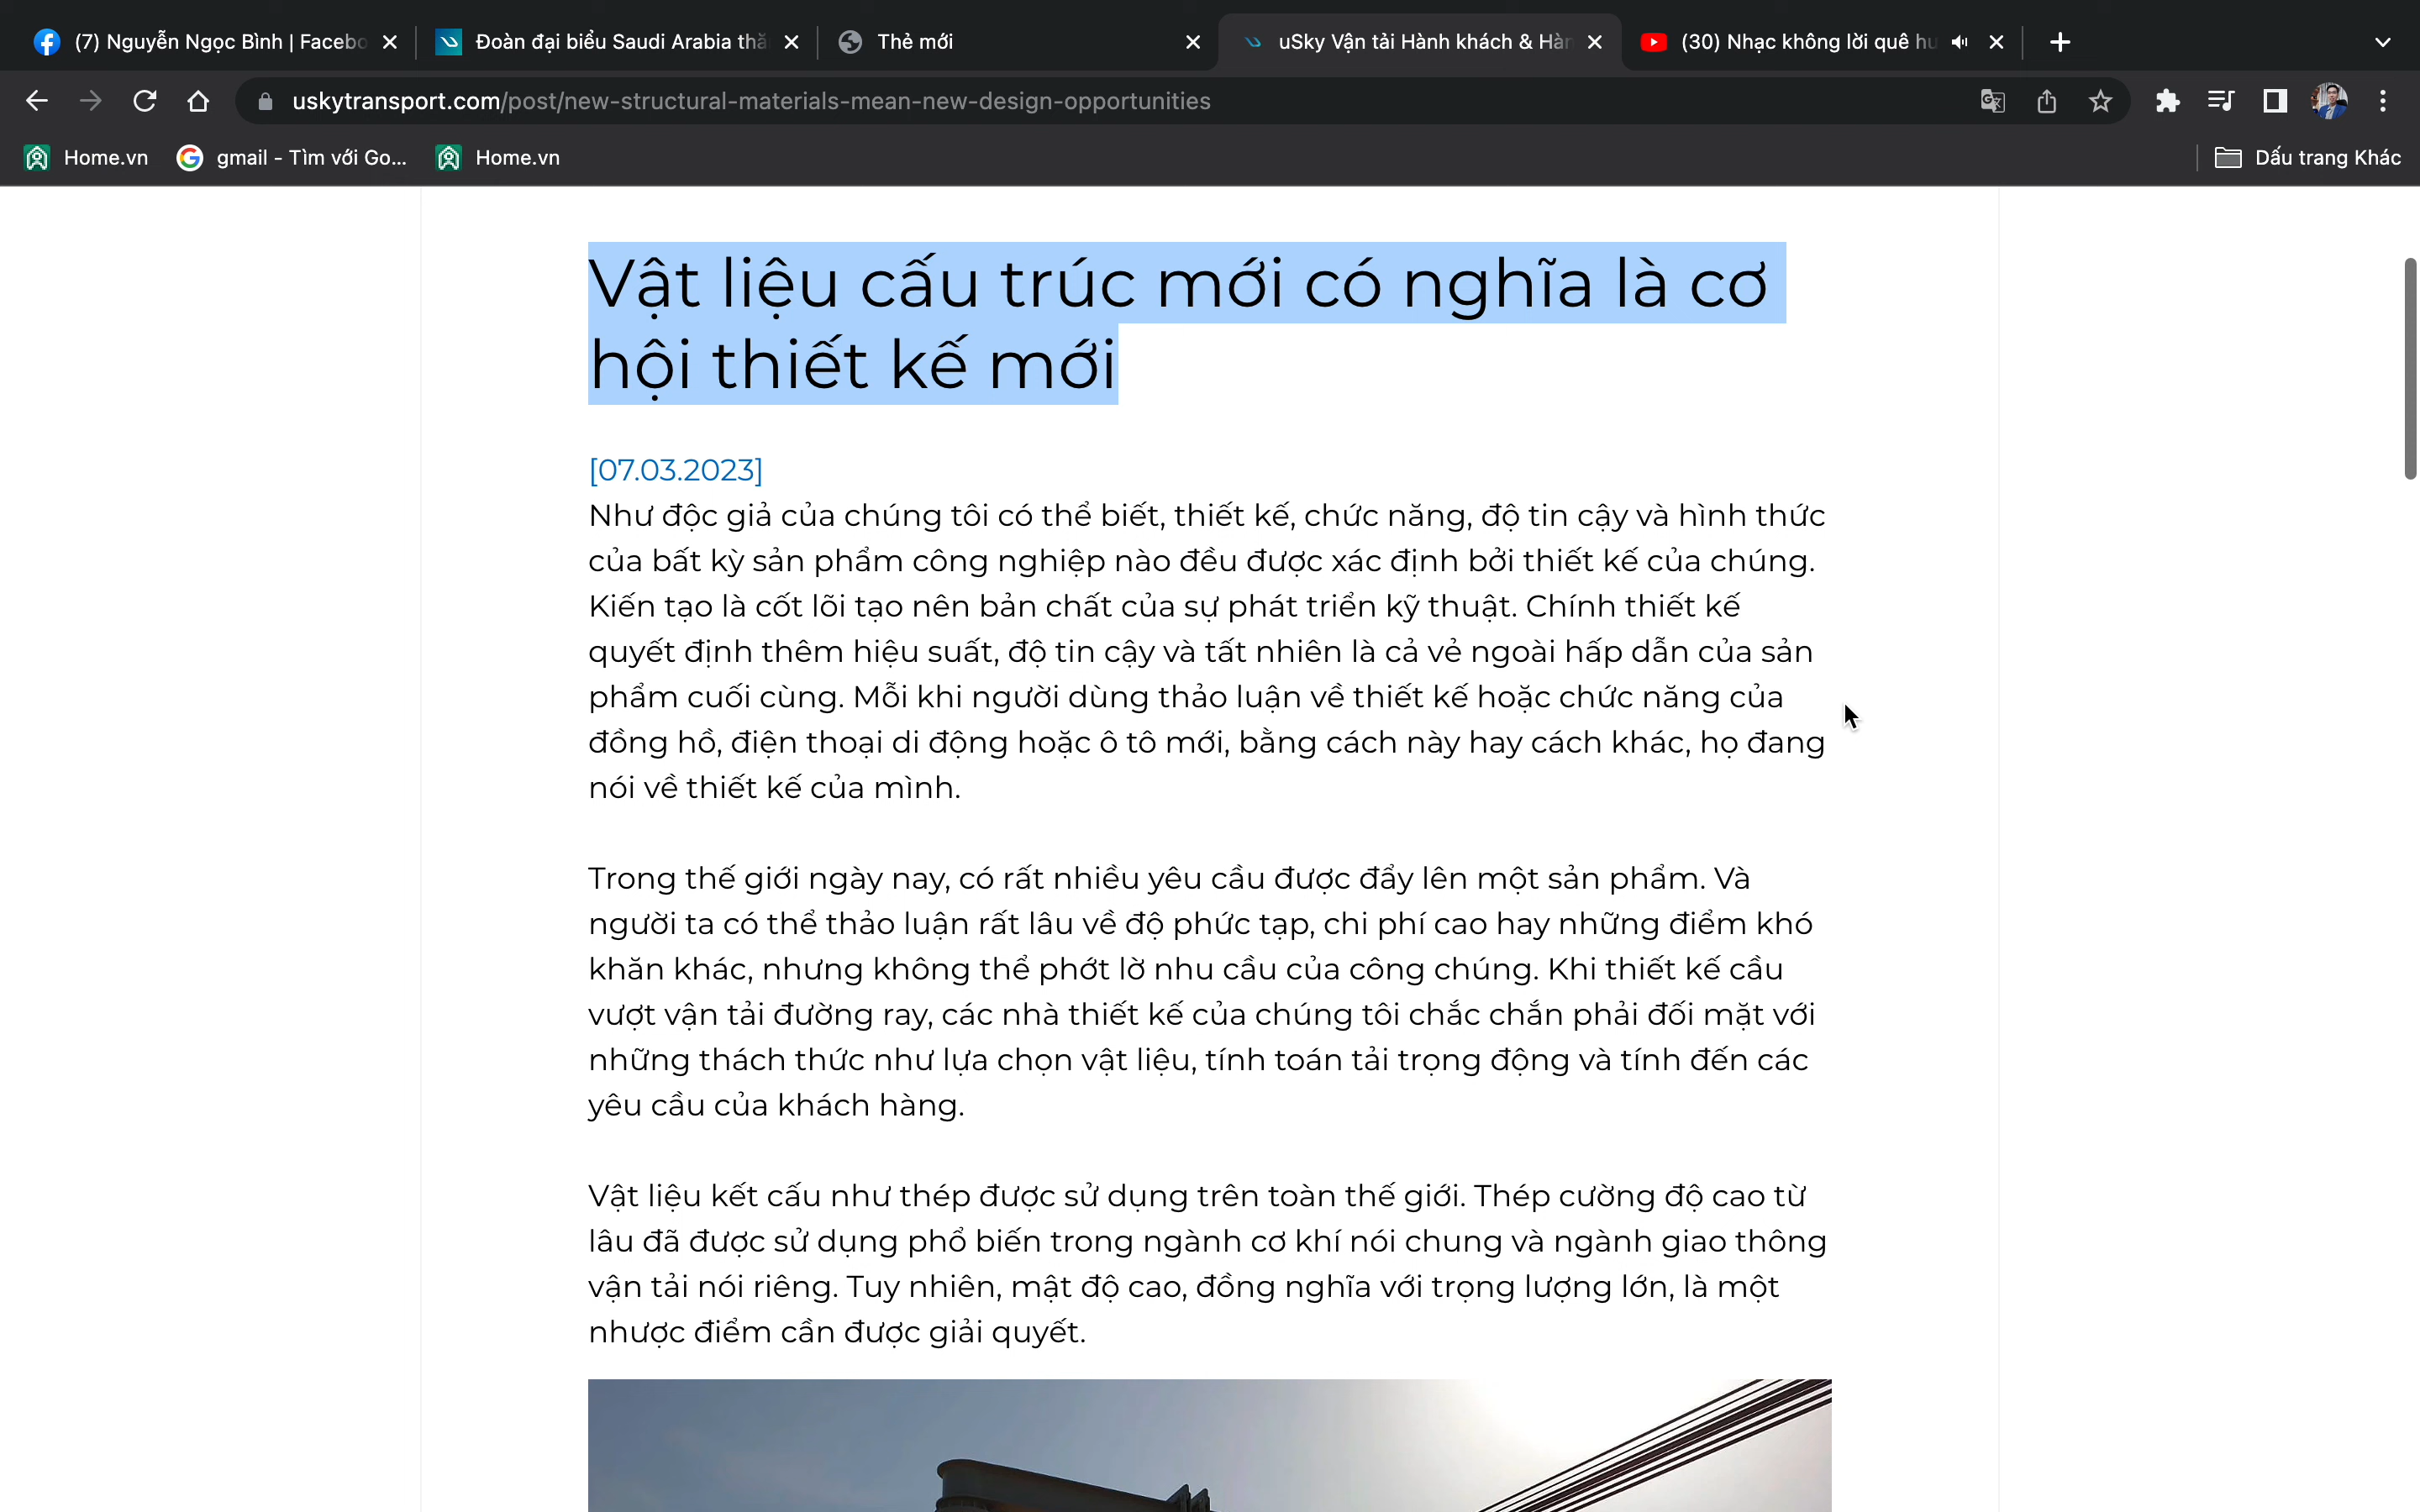 (7) Nguyễn Ngọc Bình | Facebo
Đoàn đại biểu Saudi Arabia thă
Thẻ mới
uSky Vận tải Hành khách & Hàn
(30) Nhạc không lời quê hư
uskytransport.com/post/new-structural-materials-mean-new-design-opportunities
Home.vn
gmail - Tìm với Go...
Home.vn
Dấu trang Khác
Vật liệu cấu trúc mới có nghĩa là cơ
hội thiết kế mới
[07.03.2023]
Như độc giả của chúng tôi có thể biết, thiết kế, chức năng, độ tin cậy và hình thức
của bất kỳ sản phẩm công nghiệp nào đều được xác định bởi thiết kế của chúng.
Kiến tạo là cốt lõi tạo nên bản chất của sự phát triển kỹ thuật. Chính thiết kế
quyết định thêm hiệu suất, độ tin cậy và tất nhiên là cả vẻ ngoài hấp dẫn của sản
phẩm cuối cùng. Mỗi khi người dùng thảo luận về thiết kế hoặc chức năng của
đồng hồ, điện thoại di động hoặc ô tô mới, bằng cách này hay cách khác, họ đang
nói về thiết kế của mình.
Trong thế giới ngày nay, có rất nhiều yêu cầu được đẩy lên một sản phẩm. Và
người ta có thể thảo luận rất lâu về độ phức tạp, chi phí cao hay những điểm khó
khăn khác, nhưng không thể phớt lờ nhu cầu của công chúng. Khi thiết kế cầu
vượt vận tải đường ray, các nhà thiết kế của chúng tôi chắc chắn phải đối mặt với
những thách thức như lựa chọn vật liệu, tính toán tải trọng động và tính đến các
yêu cầu của khách hàng.
Vật liệu kết cấu như thép được sử dụng trên toàn thế giới. Thép cường độ cao từ
lâu đã được sử dụng phổ biến trong ngành cơ khí nói chung và ngành giao thông
vận tải nói riêng. Tuy nhiên, mật độ cao, đồng nghĩa với trọng lượng lớn, là một
nhược điểm cần được giải quyết.